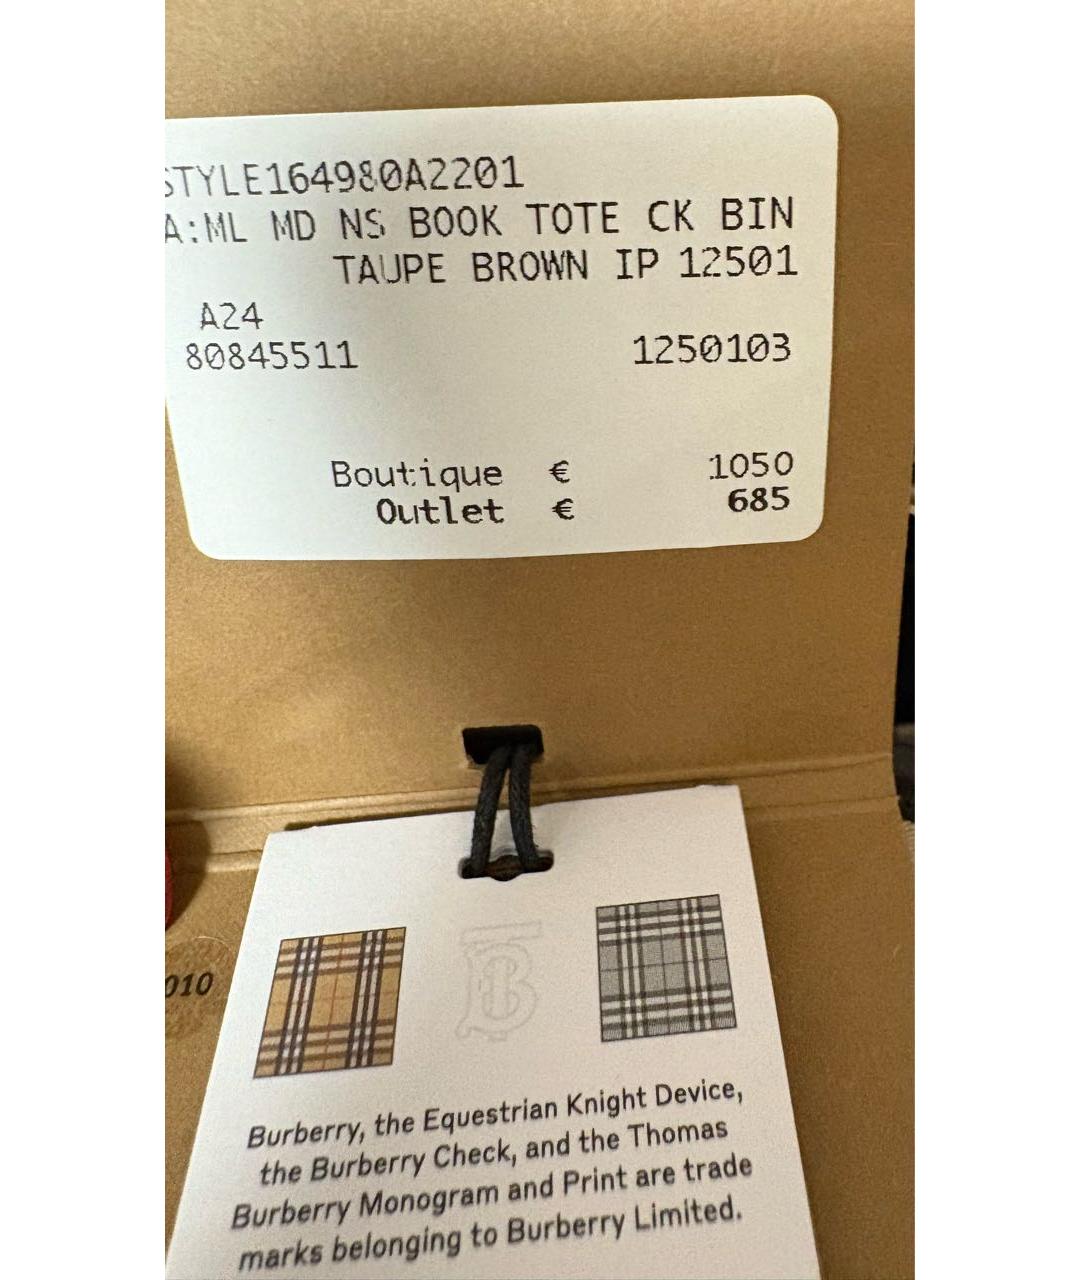 STYLE164980A2201
A:ML MD NS BOOK TOTE CK BIN
TAUPE BROWN IP 12501
A24
80845511 1250103
Boutique € 1050
Outlet € 685
010
TB
Burberry, the Equestrian Knight Device,
the Burberry Check, and the Thomas
Burberry Monogram and Print are trade
marks belonging to Burberry Limited.